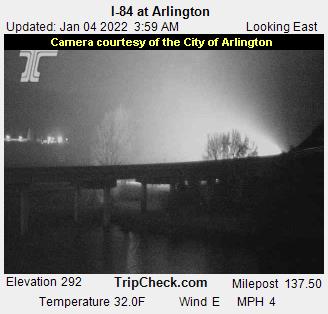 I-84 at Arlington
Updated: Jan 04 2022 3:59 AM Looking East
Camera courtesy of the City of Arlington
Elevation 292 TripCheck.com Milepost 137.50
Temperature 32.0F Wind E MPH 4